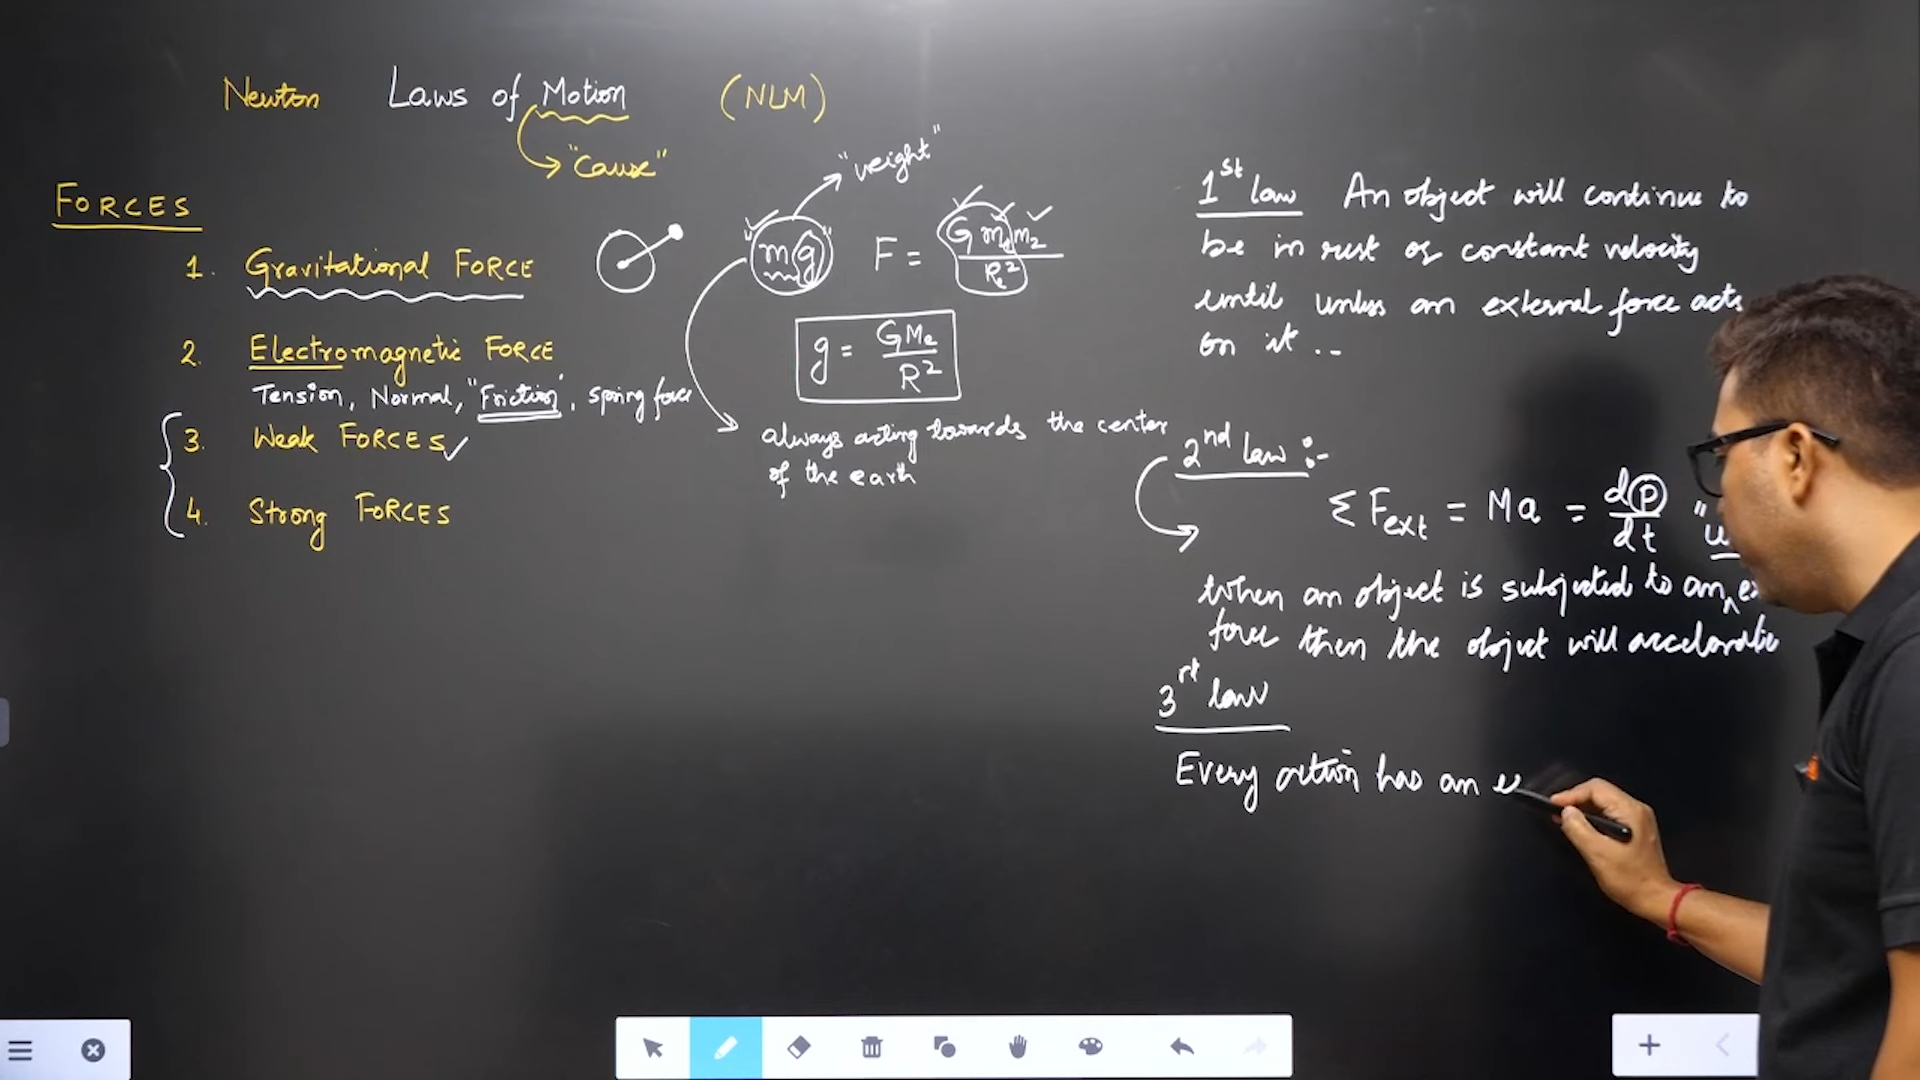 Newton Laws of Motion (NLM)
"Cause"
FORCES
1. Gravitational FORCE
2. Electromagnetic FORCE
Tension, Normal, "Friction", spring force
3. Weak FORCES
4. Strong FORCES
"weight"
mg F = G m₁ m₂ / Rₑ²
g = GMe / R²
always acting towards the center
of the earth
1st law An object will continue to
be in rest or constant velocity
until unless an external force acts
on it ..
2nd law :-
Σ Fext = Ma = dp/dt
When an object is subjected to an
force then the object will accelerate
3rt law
Every action has an